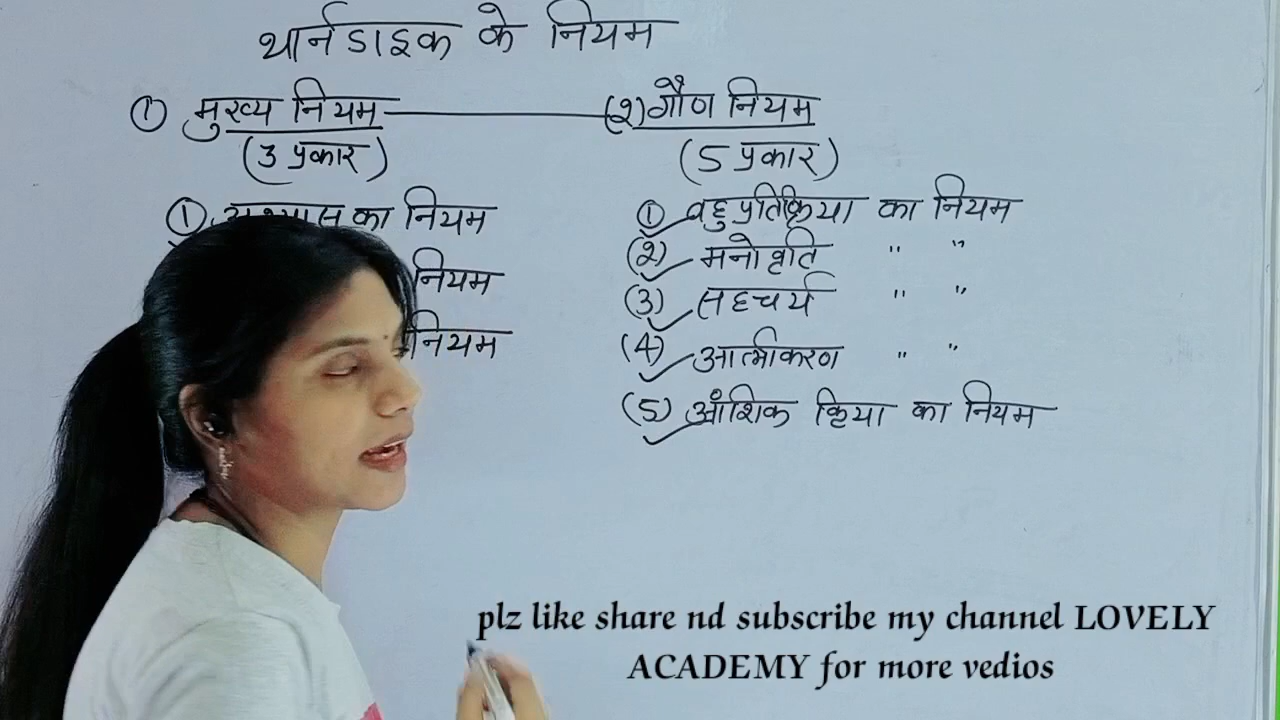 थार्नडाइक के नियम
① मुख्य नियम (२) गौण नियम
(3 प्रकार) (5 प्रकार)
① अभ्यास का नियम
नियम
नियम
① बहुप्रतिक्रिया का नियम
(२) मनोवृति " "
(3) सहचर्य " "
(4) आत्मीकरण " "
(5) आंशिक क्रिया का नियम
plz like share nd subscribe my channel LOVELY
ACADEMY for more vedios